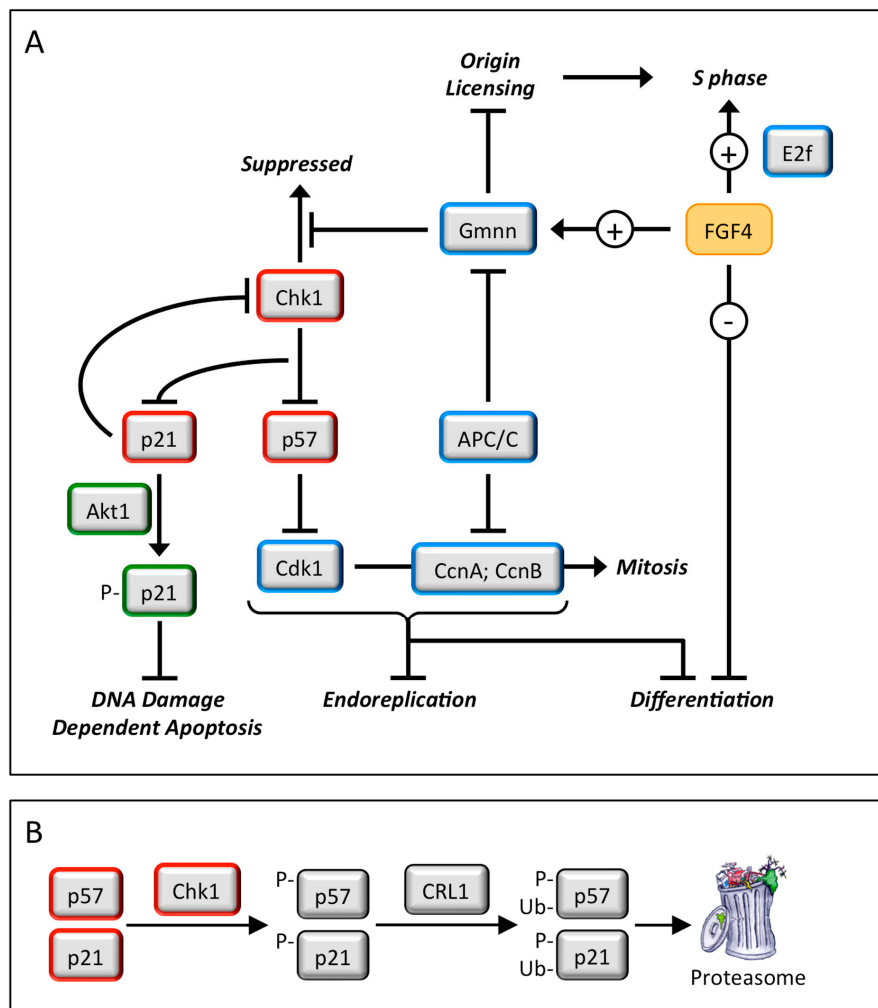 A
Origin
Licensing
S phase
+
E2f
Suppressed
Gmnn
+
FGF4
Chk1
-
p21
p57
APC/C
Akt1
Cdk1
CcnA; CcnB
Mitosis
P-
p21
DNA Damage
Dependent Apoptosis
Endoreplication
Differentiation
B
p57
Chk1
P-
p57
CRL1
P-
Ub-
p57
p21
P-
p21
P-
Ub-
p21
Proteasome